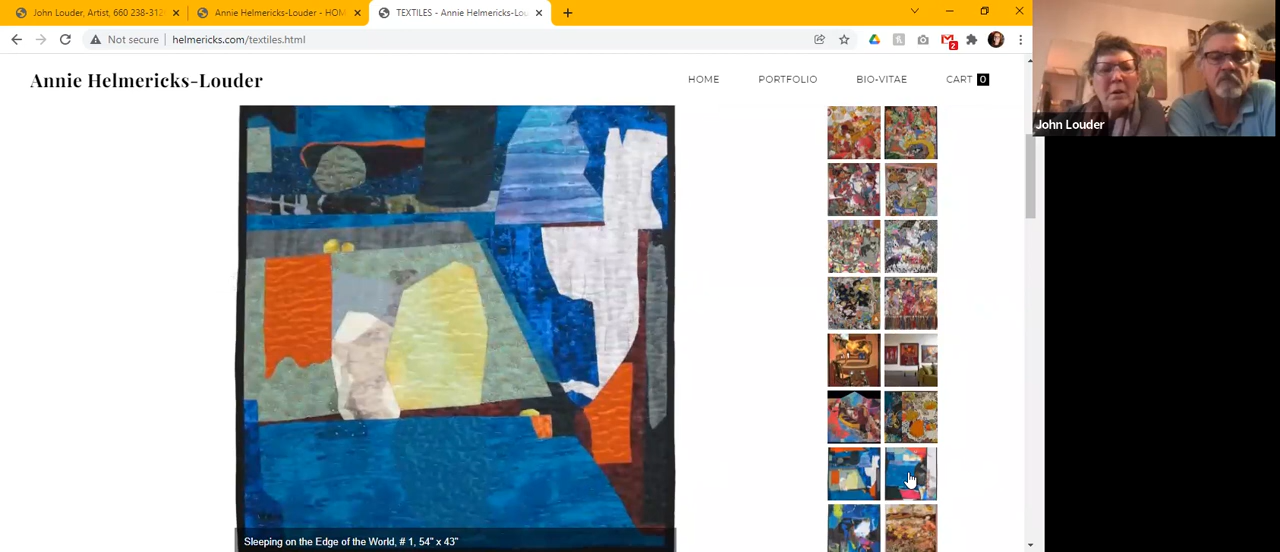 John Louder, Artist, 660 238-312
Annie Helmericks-Louder - HOM
TEXTILES - Annie Helmericks-Lou
Not secure
helmericks.com/textiles.html
2
Annie Helmericks-Louder
HOME
PORTFOLIO
BIO-VITAE
CART 0
John Louder
Sleeping on the Edge of the World, # 1, 54" x 43"